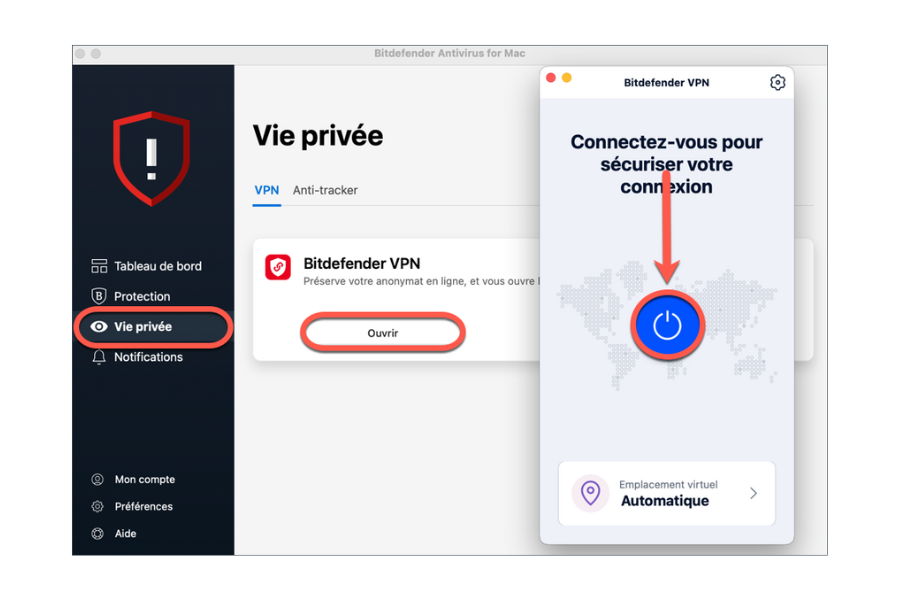 Bitdefender Antivirus for Mac
Vie privée
VPN
Anti-tracker
Bitdefender VPN
Préserve votre anonymat en ligne, et vous ouvre
Ouvrir
Tableau de bord
Protection
Vie privée
Notifications
Mon compte
Préférences
Aide
Bitdefender VPN
Connectez-vous pour
sécuriser votre
connexion
Emplacement virtuel
Automatique